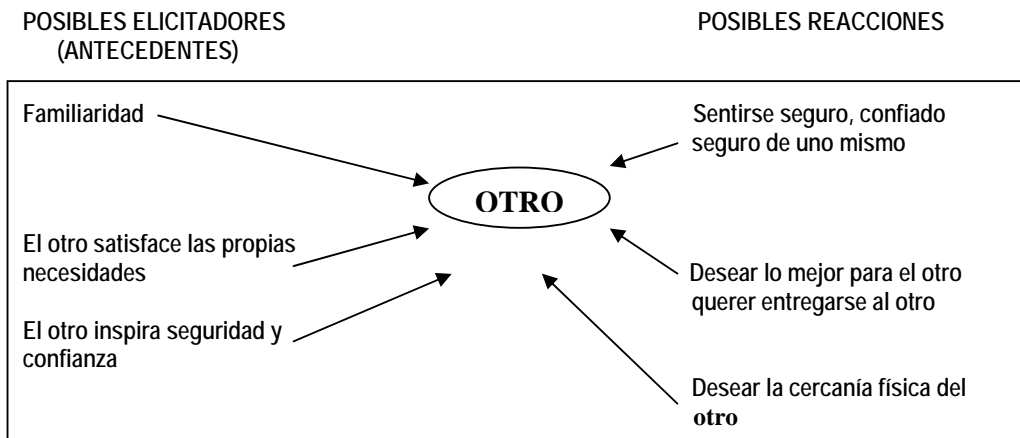 POSIBLES ELICITADORES
(ANTECEDENTES)
POSIBLES REACCIONES
Familiaridad
Sentirse seguro, confiado
seguro de uno mismo
OTRO
El otro satisface las propias
necesidades
Desear lo mejor para el otro
querer entregarse al otro
El otro inspira seguridad y
confianza
Desear la cercanía física del
otro